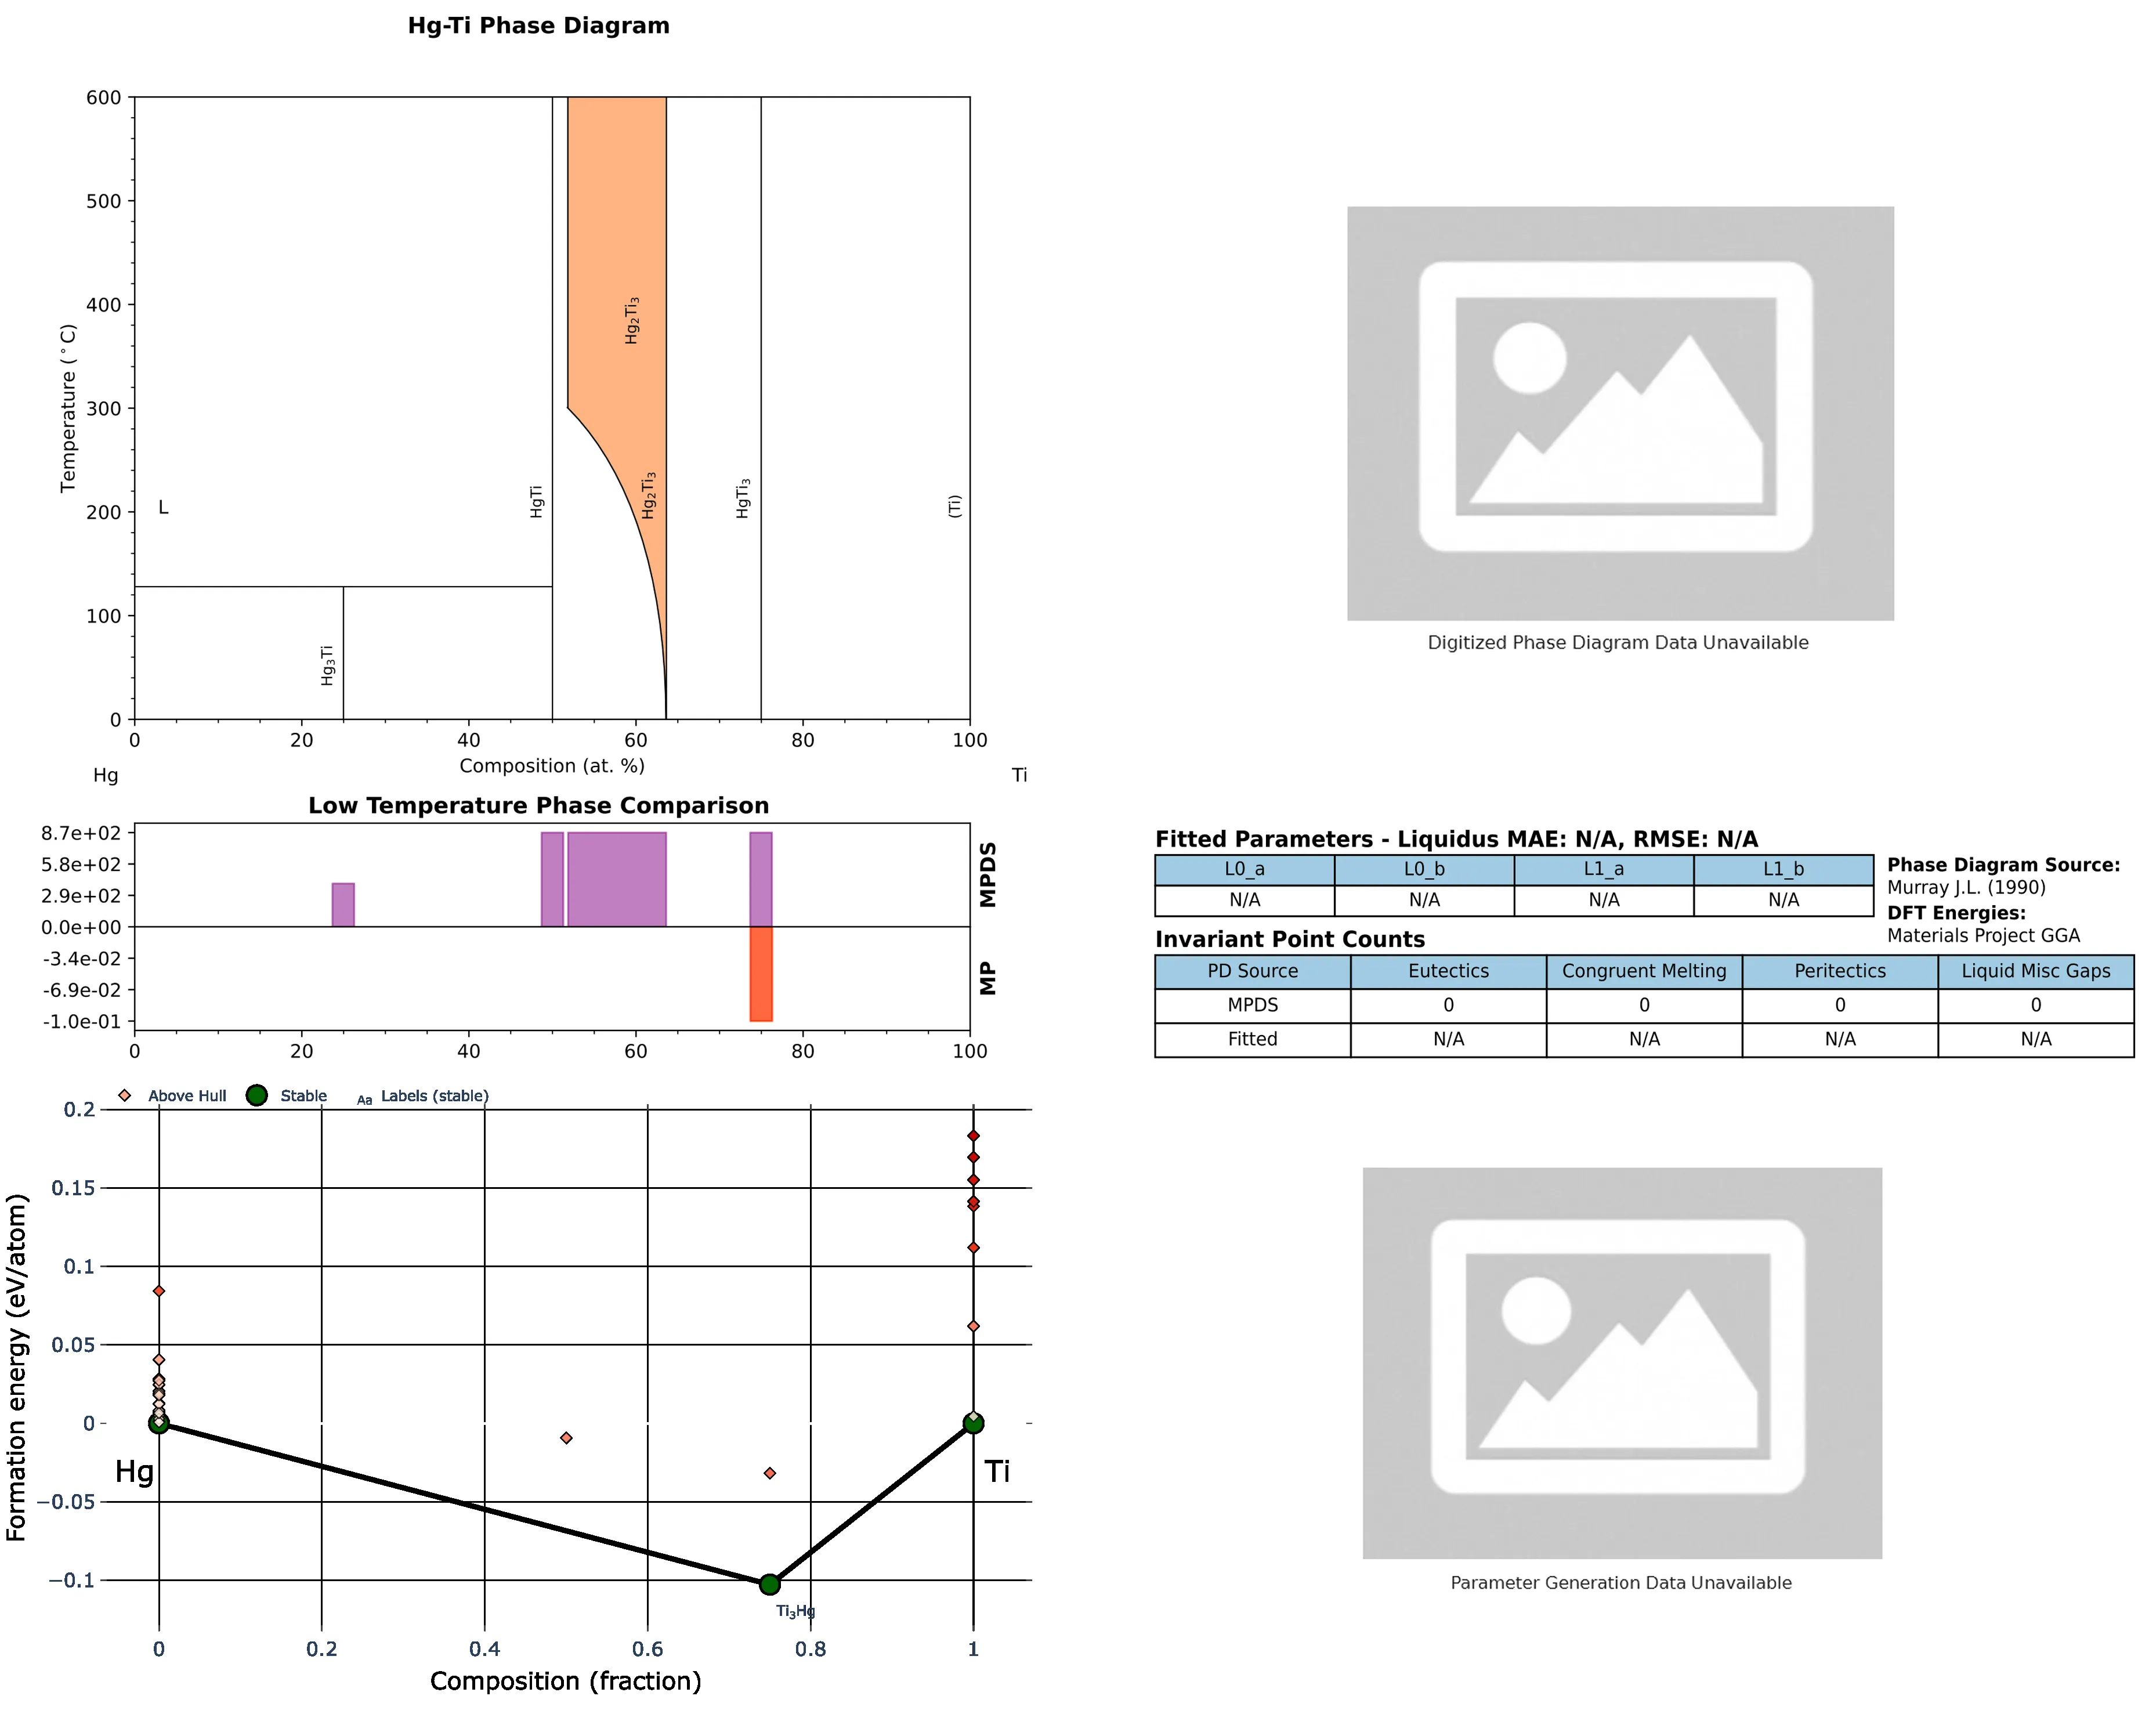 Hg-Ti Phase Diagram
600
500
400
300
200
100
0
Temperature (°C)
L
Hg₃Ti
HgTi
Hg₂Ti₃
Hg₂Ti₃
HgTi₃
(Ti)
0 20 40 60 80 100
Composition (at. %)
Hg Ti
Digitized Phase Diagram Data Unavailable
Low Temperature Phase Comparison
8.7e+02
5.8e+02
2.9e+02
0.0e+00
-3.4e-02
-6.9e-02
-1.0e-01
MPDS
MP
0 20 40 60 80 100
Fitted Parameters - Liquidus MAE: N/A, RMSE: N/A
L0_a L0_b L1_a L1_b
N/A N/A N/A N/A
Phase Diagram Source:
Murray J.L. (1990)
DFT Energies:
Materials Project GGA
Invariant Point Counts
PD Source Eutectics Congruent Melting Peritectics Liquid Misc Gaps
MPDS 0 0 0 0
Fitted N/A N/A N/A N/A
Above Hull Stable Aa Labels (stable)
0.2
0.15
0.1
0.05
0
−0.05
−0.1
Formation energy (eV/atom)
Hg
Ti
Ti₃Hg
0 0.2 0.4 0.6 0.8 1
Composition (fraction)
Parameter Generation Data Unavailable